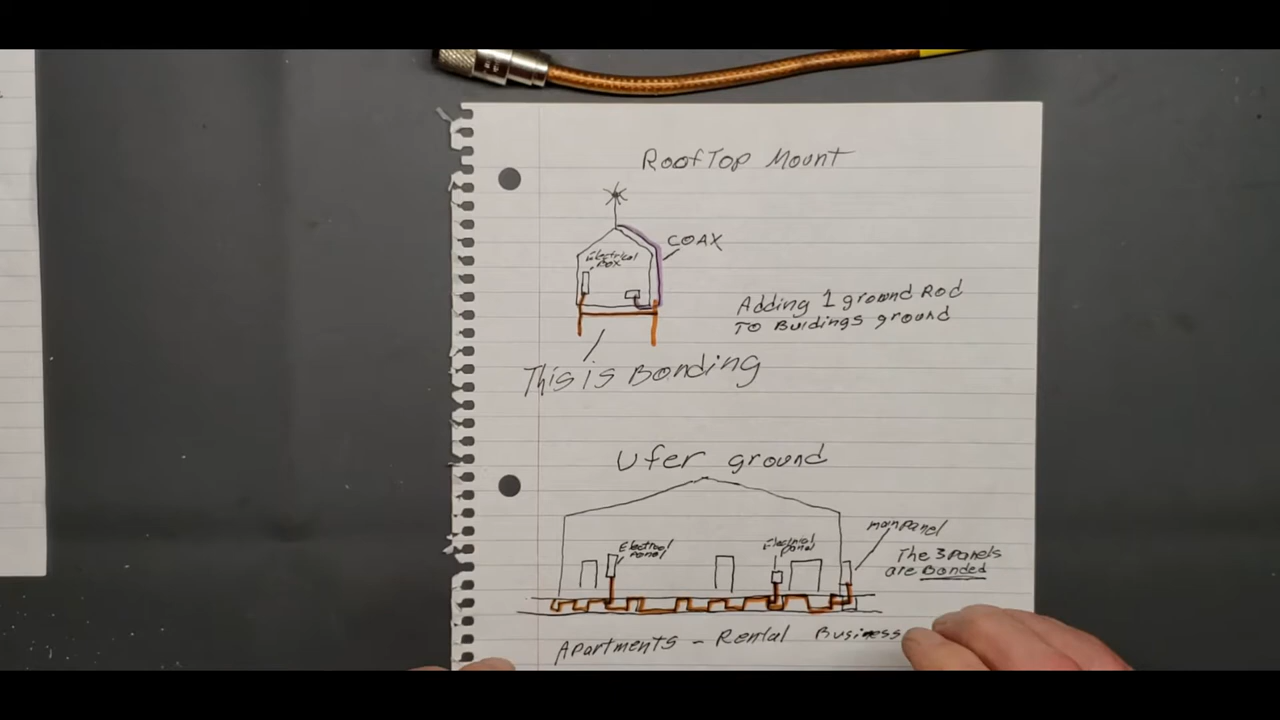 RoofTop Mount
COAX
Electrical
Box
Adding 1 ground Rod
To Buildings ground
This is Bonding
Ufer ground
main panel
Electrical
panel
Electrical
panel
The 3 Panels
are Bonded
Apartments - Rental Business